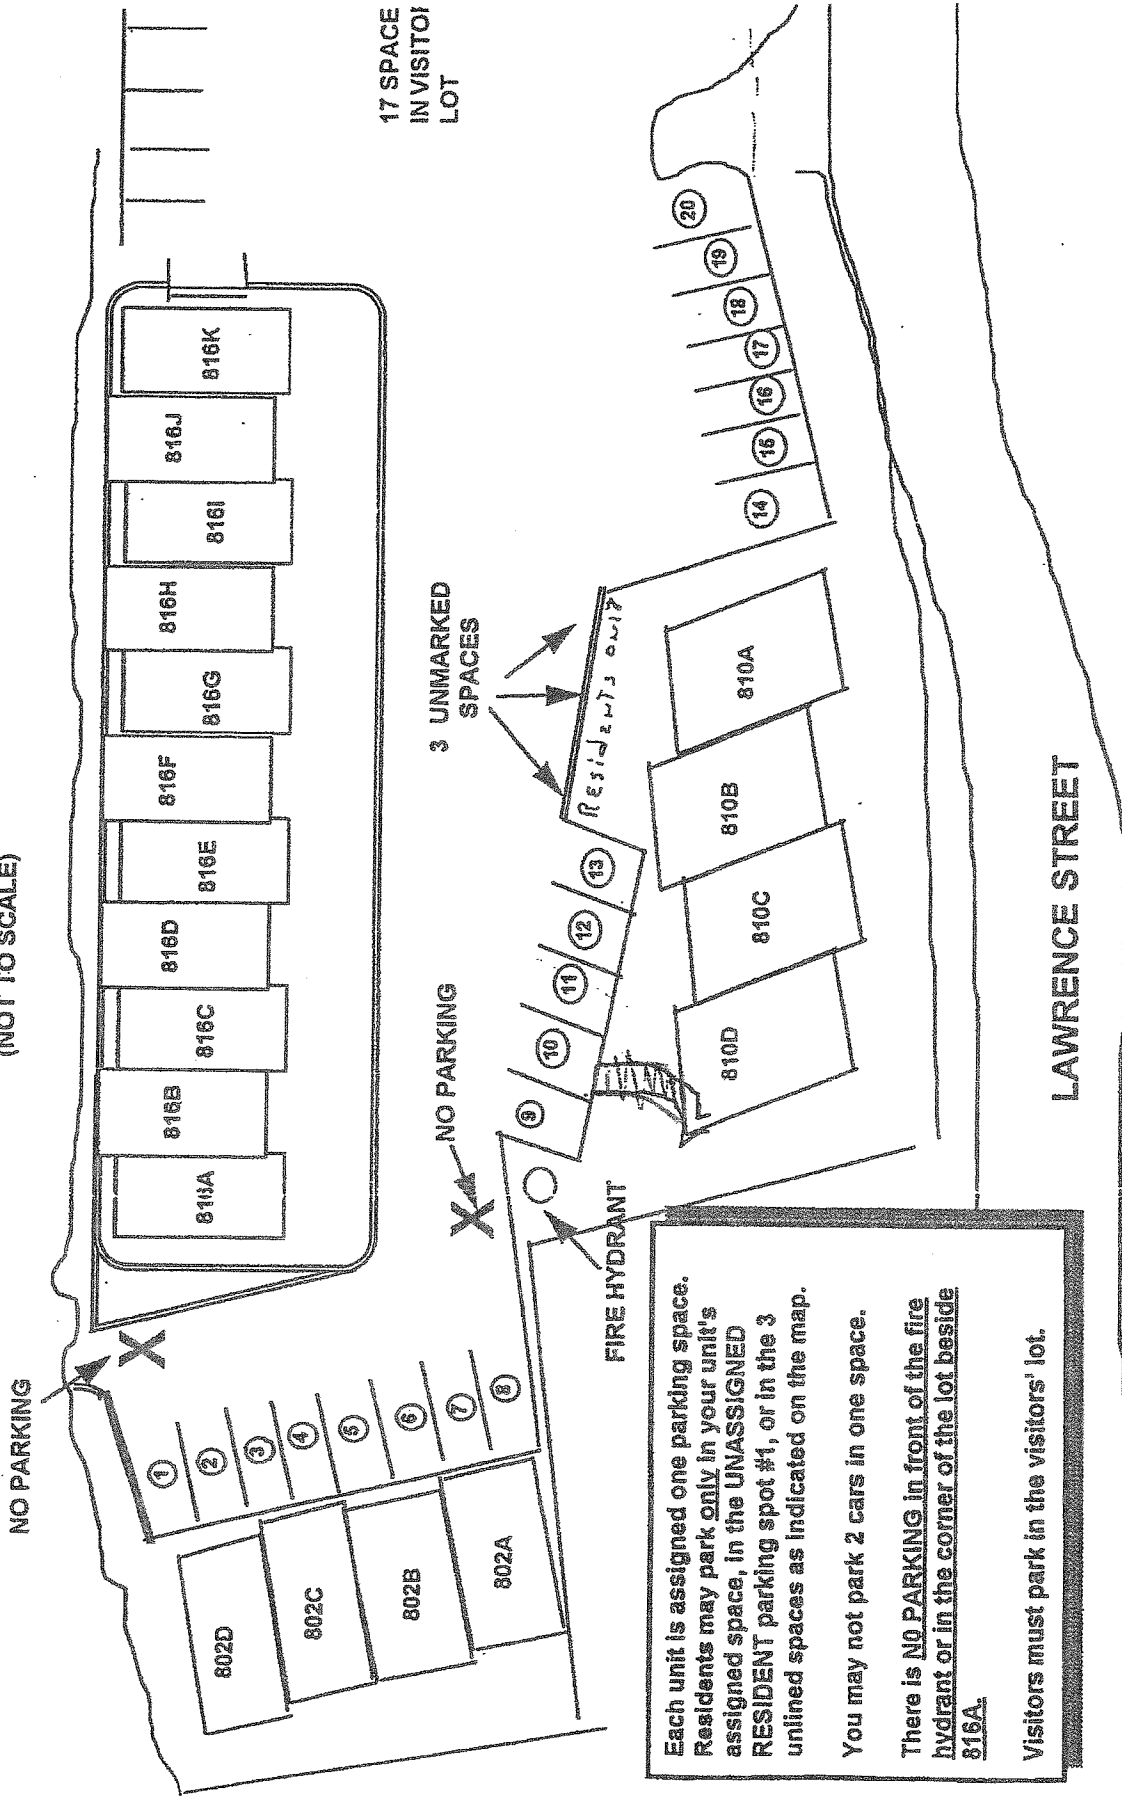 (NOT TO SCALE)
NO PARKING
816A
816B
816C
816D
816E
816F
816G
816H
816I
816J
816K
17 SPACE
IN VISITO
LOT
802D
802C
802B
802A
1
2
3
4
5
6
7
8
NO PARKING
FIRE HYDRANT
3 UNMARKED
SPACES
Residents only
9
10
11
12
13
14
15
16
17
18
19
20
810D
810C
810B
810A
Each unit is assigned one parking space.
Residents may park only in your unit's
assigned space, in the UNASSIGNED
RESIDENT parking spot #1, or in the 3
unlined spaces as indicated on the map.
You may not park 2 cars in one space.
There is NO PARKING in front of the fire
hydrant or in the corner of the lot beside
816A.
Visitors must park in the visitors' lot.
LAWRENCE STREET